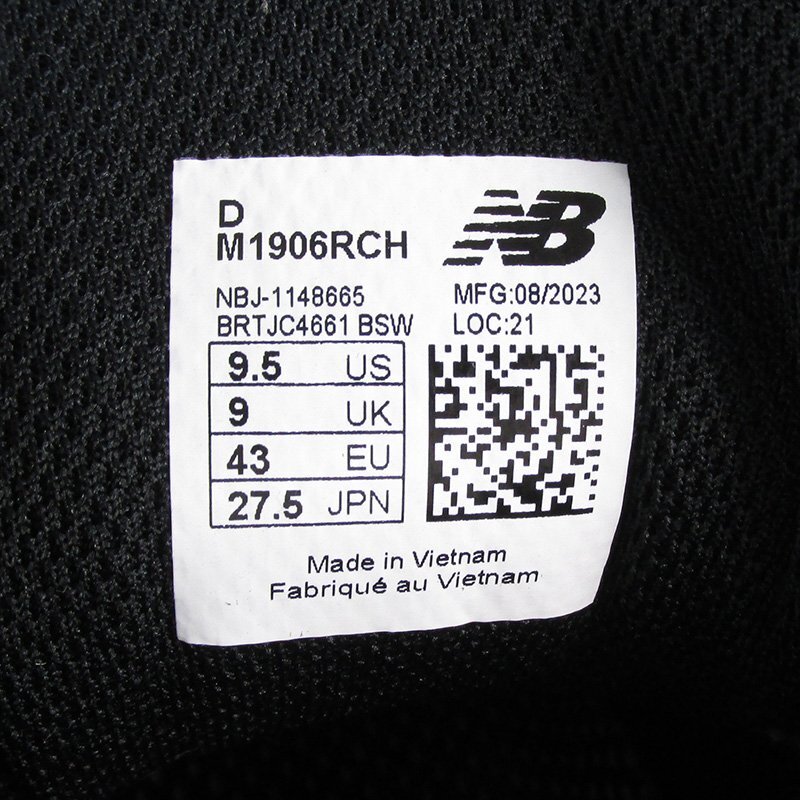 D
M1906RCH
NB
NBJ-1148665
MFG:08/2023
BRTJC4661 BSW
LOC:21
9.5 US
9 UK
43 EU
27.5 JPN
Made in Vietnam
Fabriqué au Vietnam